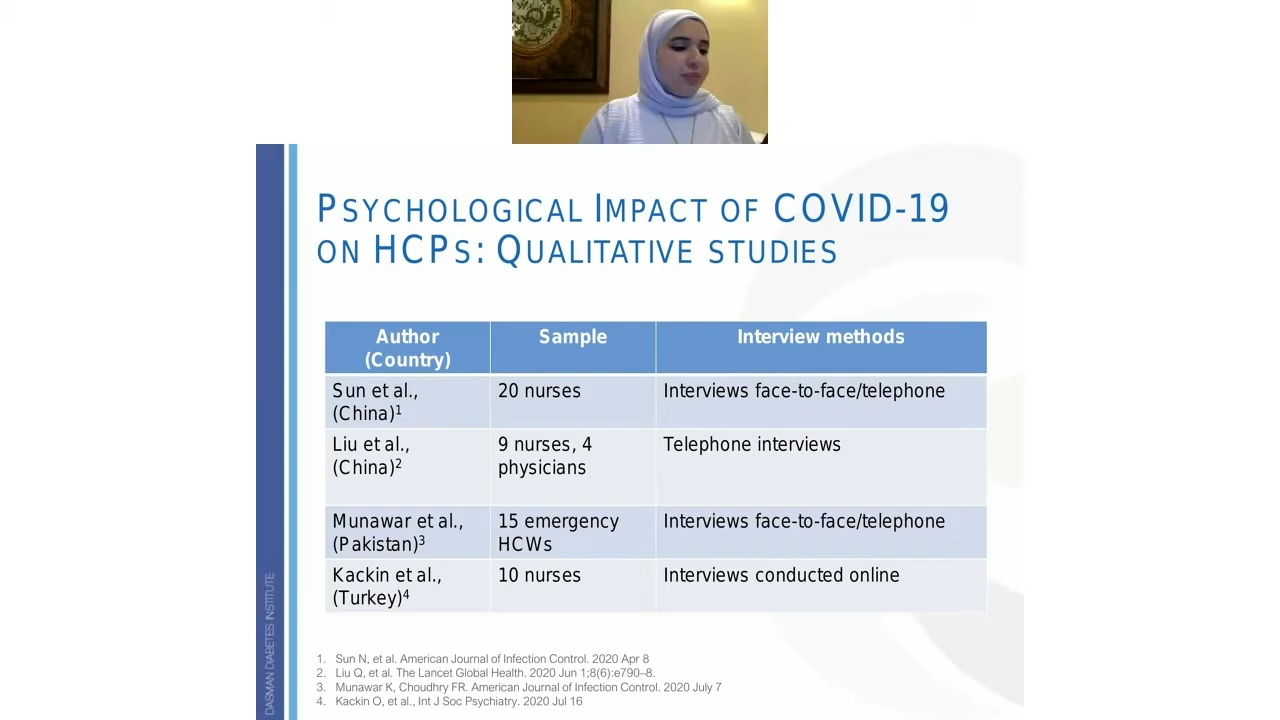 PSYCHOLOGICAL IMPACT OF COVID-19
ON HCPS: QUALITATIVE STUDIES
Author
(Country)
Sample
Interview methods
Sun et al.,
(China)1
20 nurses
Interviews face-to-face/telephone
Liu et al.,
(China)2
9 nurses, 4
physicians
Telephone interviews
Munawar et al.,
(Pakistan)3
15 emergency
HCWs
Interviews face-to-face/telephone
Kackin et al.,
(Turkey)4
10 nurses
Interviews conducted online
1. Sun N, et al. American Journal of Infection Control. 2020 Apr 8
2. Liu Q, et al. The Lancet Global Health. 2020 Jun 1;8(6):e790–8.
3. Munawar K, Choudhry FR. American Journal of Infection Control. 2020 July 7
4. Kackin O, et al., Int J Soc Psychiatry. 2020 Jul 16
DASMAN DIABETES INSTITUTE